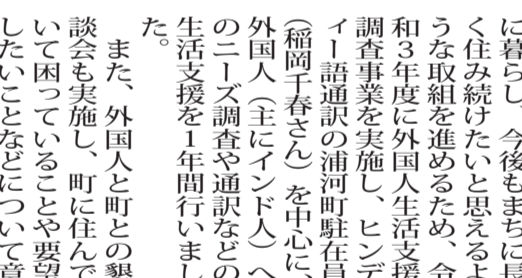 に暮らし、今後もまちに長
く住み続けたいと思えるよ
うな取組を進めるため、令
和３年度に外国人生活支援
調査事業を実施し、ヒンデ
ィー語通訳の浦河町駐在員
（稲岡千春さん）を中心に、
外国人（主にインド人）へ
のニーズ調査や通訳などの
生活支援を１年間行いまし
た。
また、外国人と町との懇
談会も実施し、町に住んで
いて困っていることや要望
したいことなどについて意